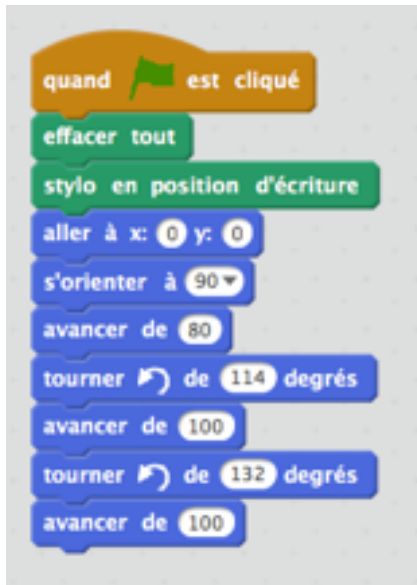 quand est cliqué
effacer tout
stylo en position d'écriture
aller à x: 0 y: 0
s'orienter à 90
avancer de 80
tourner de 114 degrés
avancer de 100
tourner de 132 degrés
avancer de 100